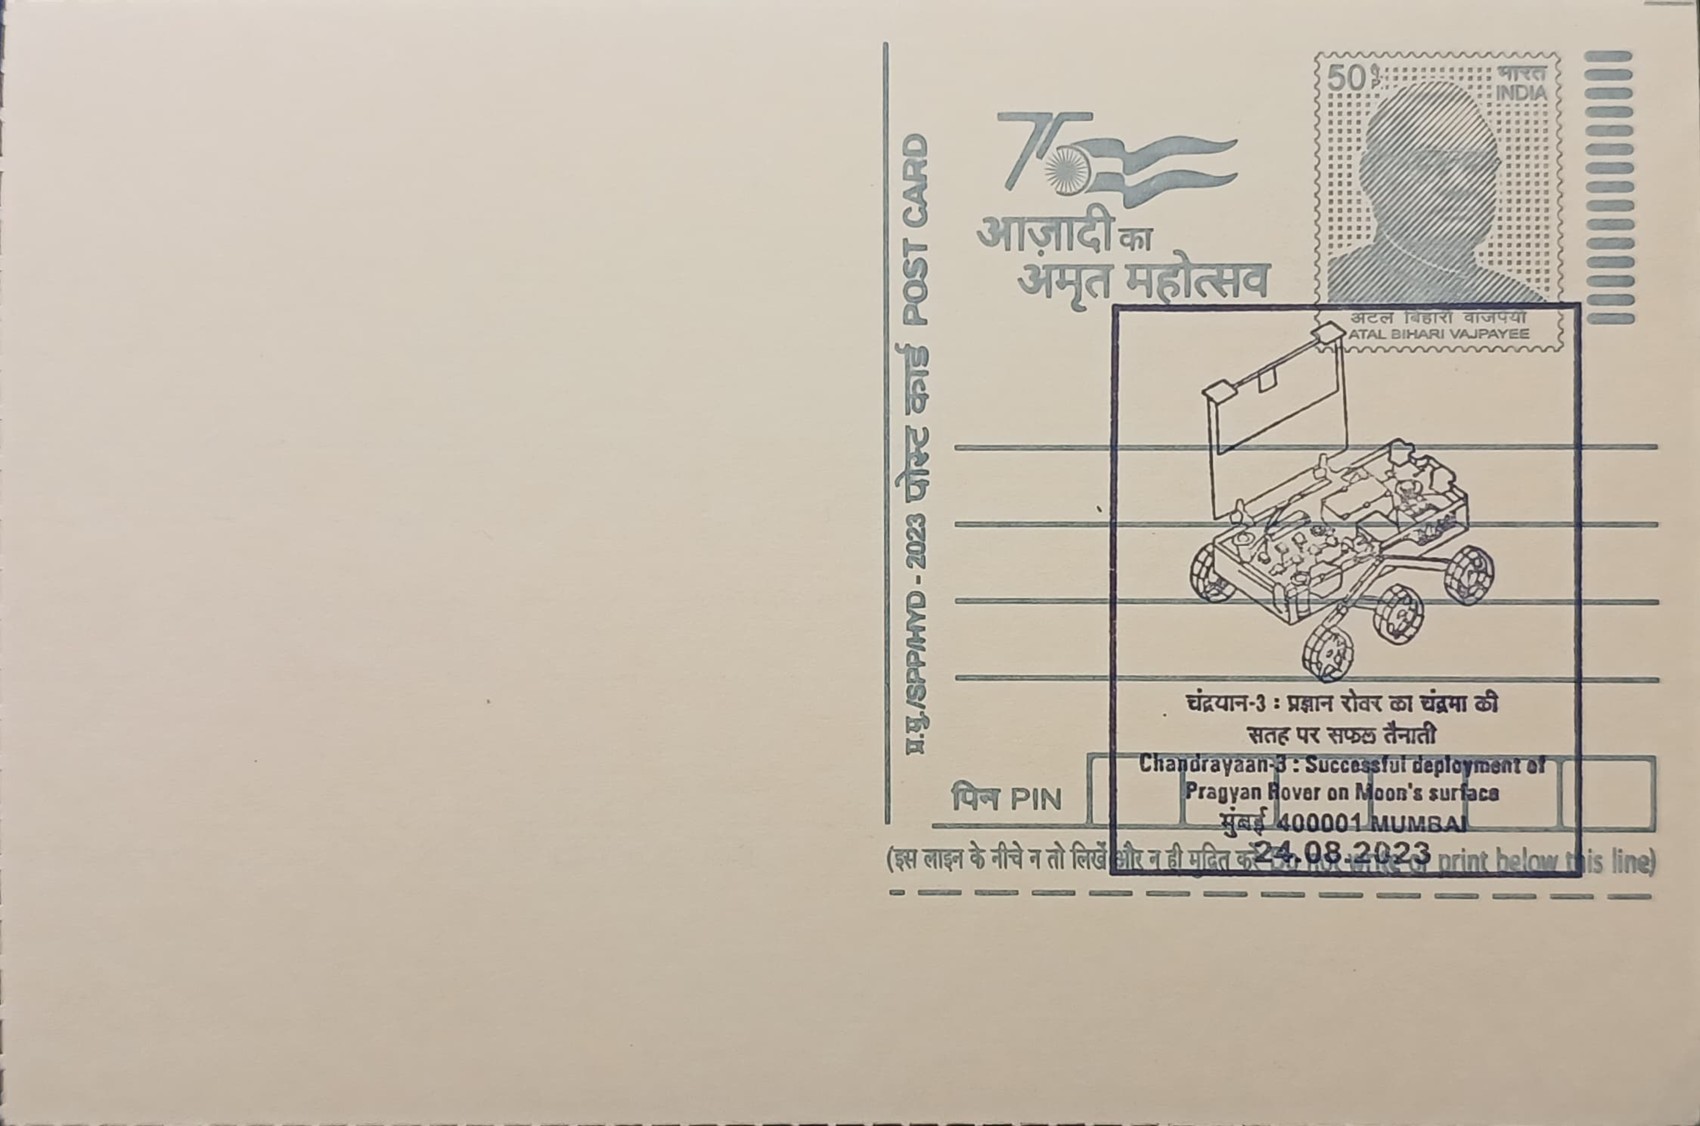 प्र.मु./SPP/HYD - 2023 पोस्ट कार्ड POST CARD
75
आज़ादी का
अमृत महोत्सव
50
भारत
INDIA
अटल बिहारी वाजपेयी
ATAL BIHARI VAJPAYEE
चंद्रयान-3 : प्रज्ञान रोवर का चंद्रमा की
सतह पर सफल तैनाती
Chandrayaan-3 : Successful deployment of
Pragyan Rover on Moon's surface
मुंबई 400001 MUMBAI
24.08.2023
पिन PIN
(इस लाइन के नीचे न तो लिखें और न ही मुद्रित करें print below this line)